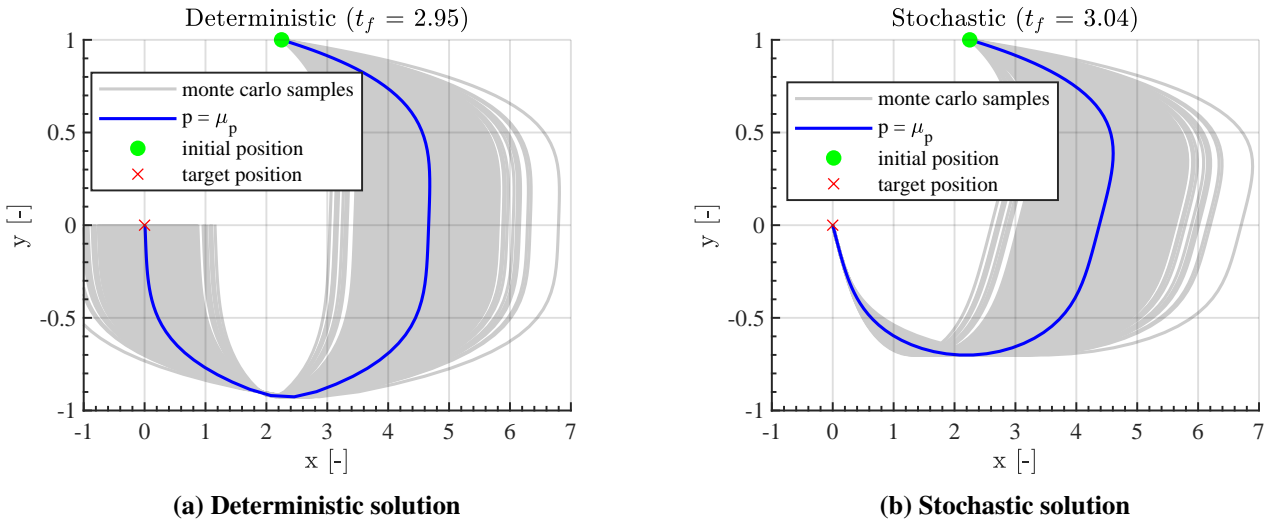 Deterministic (t_f = 2.95)
1
0.5
0
-0.5
-1
y [-]
monte carlo samples
p = μ_p
initial position
target position
-1 0 1 2 3 4 5 6 7
x [-]
(a) Deterministic solution
Stochastic (t_f = 3.04)
1
0.5
0
-0.5
-1
y [-]
monte carlo samples
p = μ_p
initial position
target position
-1 0 1 2 3 4 5 6 7
x [-]
(b) Stochastic solution